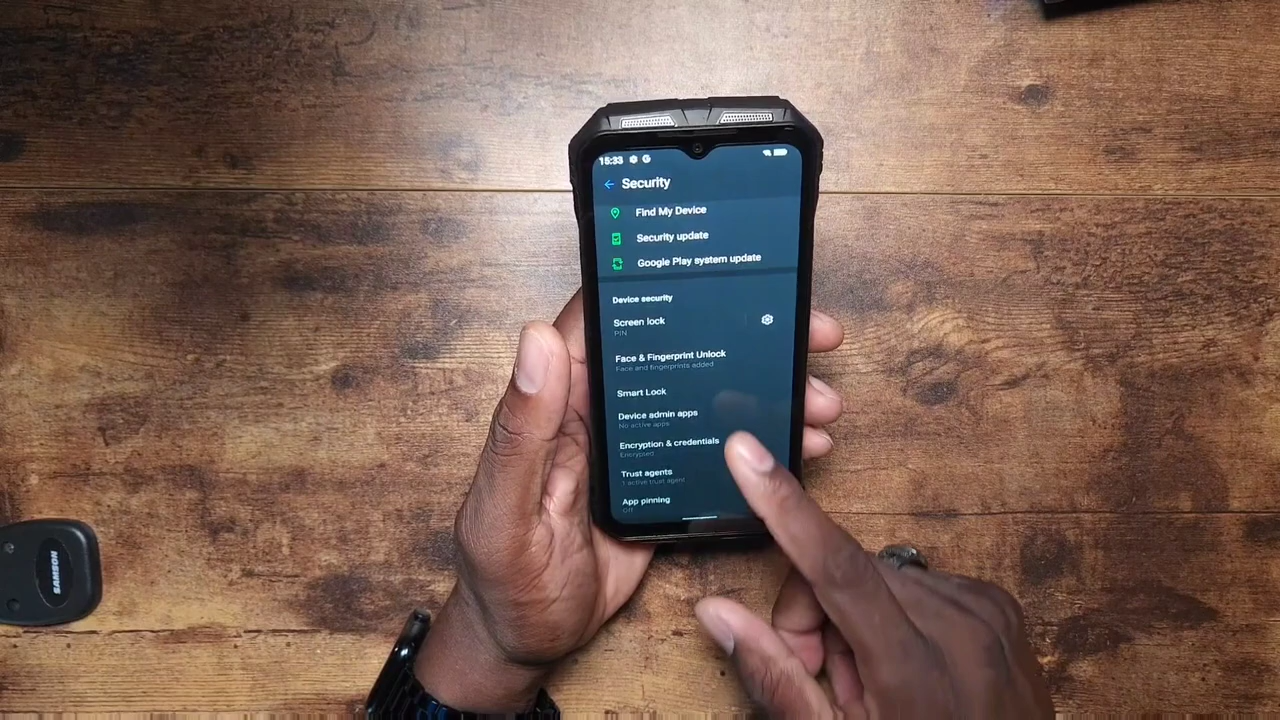 15:33
Security
Find My Device
Security update
Google Play system update
Device security
Screen lock
PIN
Face & Fingerprint Unlock
Face and fingerprints added
Smart Lock
Device admin apps
No active apps
Encryption & credentials
Encrypted
Trust agents
1 active trust agent
App pinning
Off
SAMSON